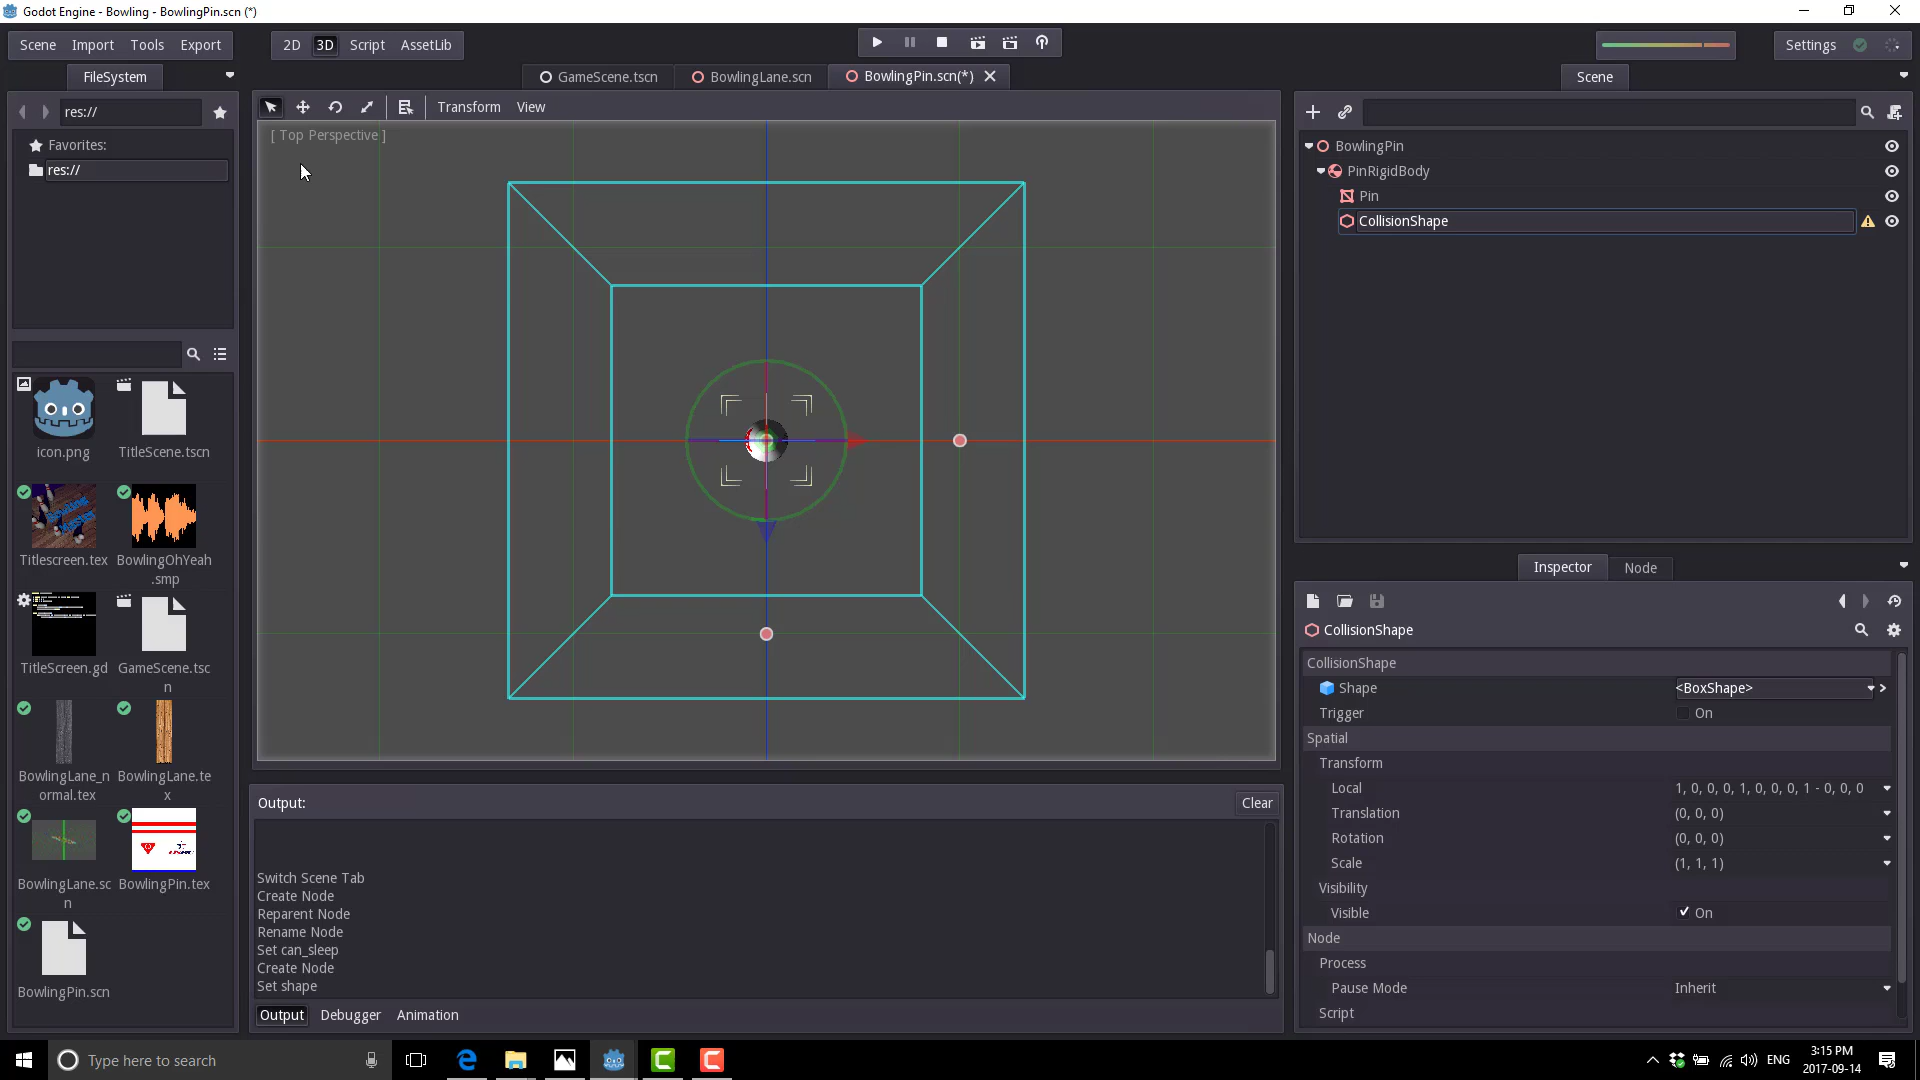 Godot Engine - Bowling - BowlingPin.scn (*)
Scene Import Tools Export
2D 3D Script AssetLib
Settings
FileSystem
GameScene.tscn
BowlingLane.scn
BowlingPin.scn(*)
Scene
res://
Transform View
[ Top Perspective ]
Favorites:
res://
BowlingPin
PinRigidBody
Pin
CollisionShape
icon.png
TitleScene.tscn
Titlescreen.tex
BowlingOhYeah
.smp
TitleScreen.gd
GameScene.tsc
n
BowlingLane_n
ormal.tex
BowlingLane.te
x
BowlingLane.sc
n
BowlingPin.tex
BowlingPin.scn
Output:
Clear
Switch Scene Tab
Create Node
Reparent Node
Rename Node
Set can_sleep
Create Node
Set shape
Output Debugger Animation
Inspector Node
CollisionShape
CollisionShape
Shape <BoxShape>
Trigger On
Spatial
Transform
Local 1, 0, 0, 0, 1, 0, 0, 0, 1 - 0, 0, 0
Translation (0, 0, 0)
Rotation (0, 0, 0)
Scale (1, 1, 1)
Visibility
Visible On
Node
Process
Pause Mode Inherit
Script
Type here to search
ENG
3:15 PM
2017-09-14